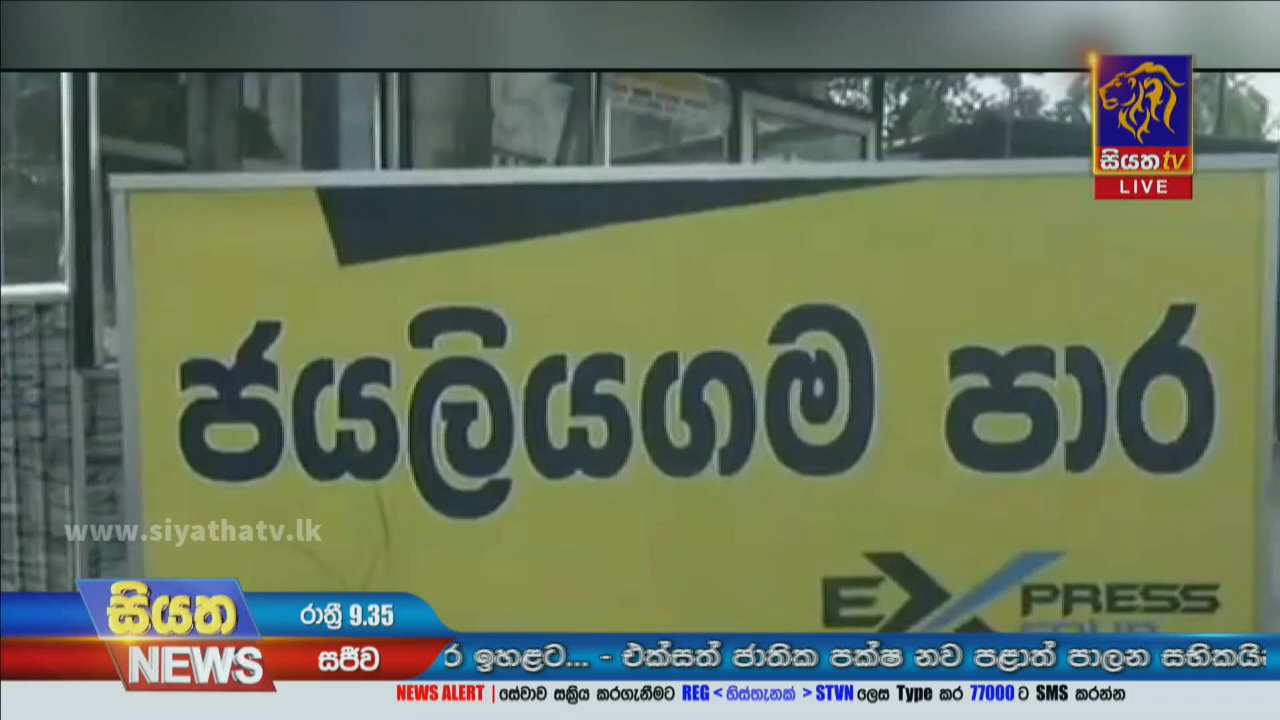 සියත tv
LIVE
ජයලියගම පාර
www.siyathatv.lk
EXPRESS
සියත
NEWS
රාත්‍රී 9.35
සජීව
ර ඉහළට... - එක්සත් ජාතික පක්ෂ නව පළාත් පාලන සභික
NEWS ALERT | සේවාව සක්‍රිය කරගැනීමට REG < හිස්තැනක් > STVN ලෙස Type කර 77000 ට SMS කරන්න